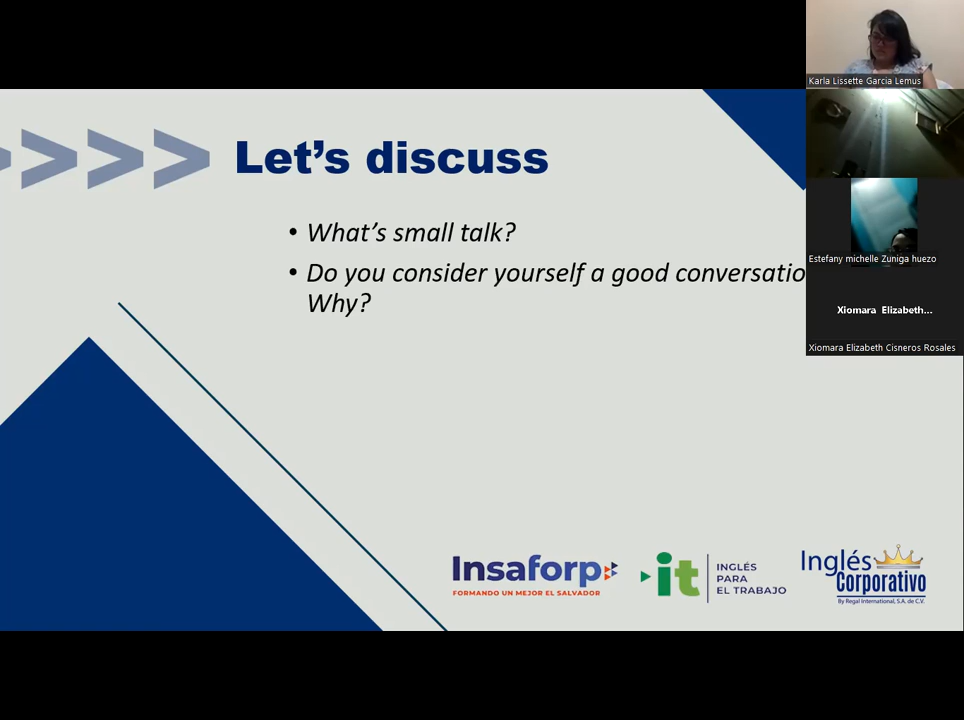 Karla Lissette Garcia Lemus
Let's discuss
• What's small talk?
• Do you consider yourself a good conversatio
Why?
Estefany michelle Zuniga huezo
Xiomara Elizabeth...
Xiomara Elizabeth Cisneros Rosales
Insaforp
FORMANDO UN MEJOR EL SALVADOR
it
INGLÉS
PARA
EL TRABAJO
Inglés
Corporativo
By Regal International, S.A. de C.V.